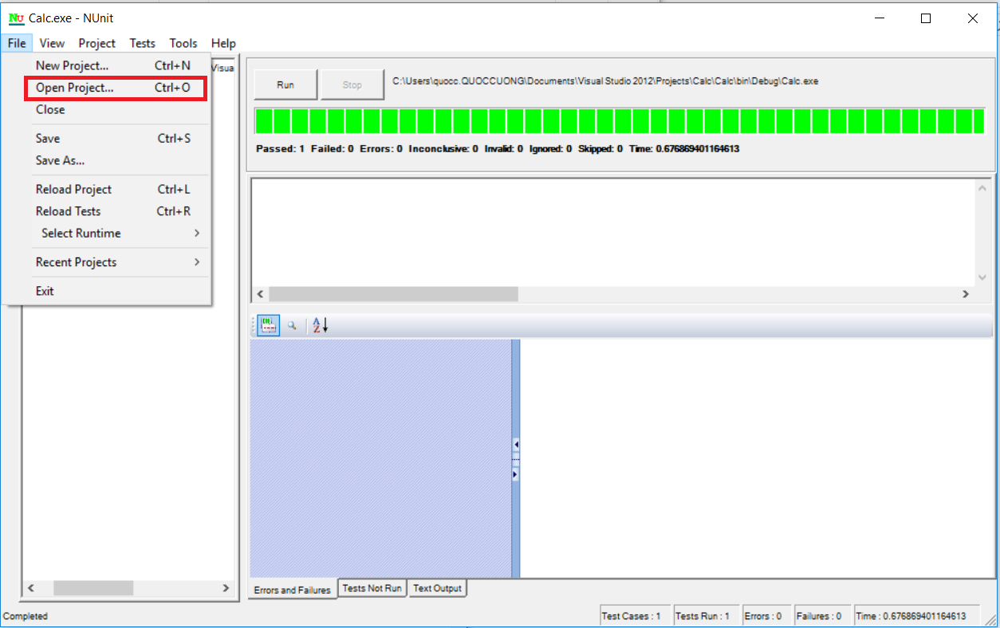 Calc.exe - NUnit
File View Project Tests Tools Help
New Project... Ctrl+N
Open Project... Ctrl+O
Close
Save Ctrl+S
Save As...
Reload Project Ctrl+L
Reload Tests Ctrl+R
Select Runtime
Recent Projects
Exit
Visua
Run Stop C:\Users\quocc.QUOCCUONG\Documents\Visual Studio 2012\Projects\Calc\Calc\bin\Debug\Calc.exe
Passed: 1 Failed: 0 Errors: 0 Inconclusive: 0 Invalid: 0 Ignored: 0 Skipped: 0 Time: 0.676869401164613
Errors and Failures Tests Not Run Text Output
Completed Test Cases : 1 Tests Run : 1 Errors : 0 Failures : 0 Time : 0.676869401164613